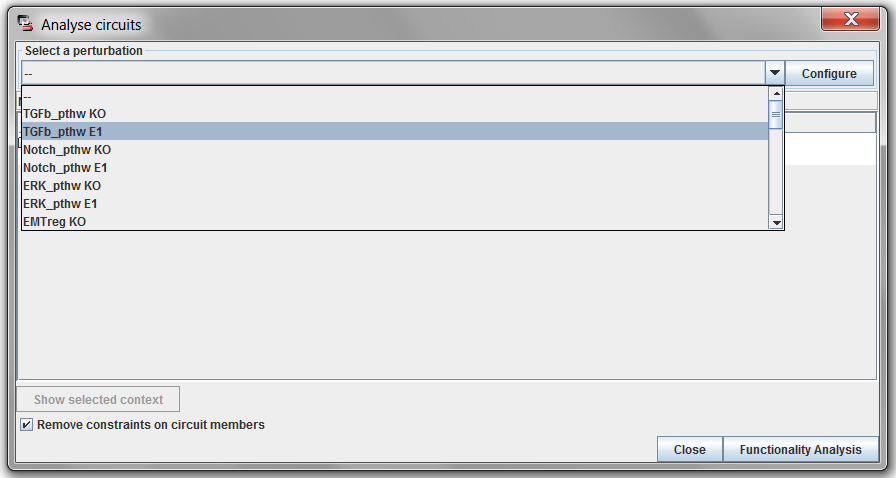 Analyse circuits
Select a perturbation
--
Configure
--
TGFb_pthw KO
TGFb_pthw E1
Notch_pthw KO
Notch_pthw E1
ERK_pthw KO
ERK_pthw E1
EMTreg KO
Show selected context
Remove constraints on circuit members
Close
Functionality Analysis